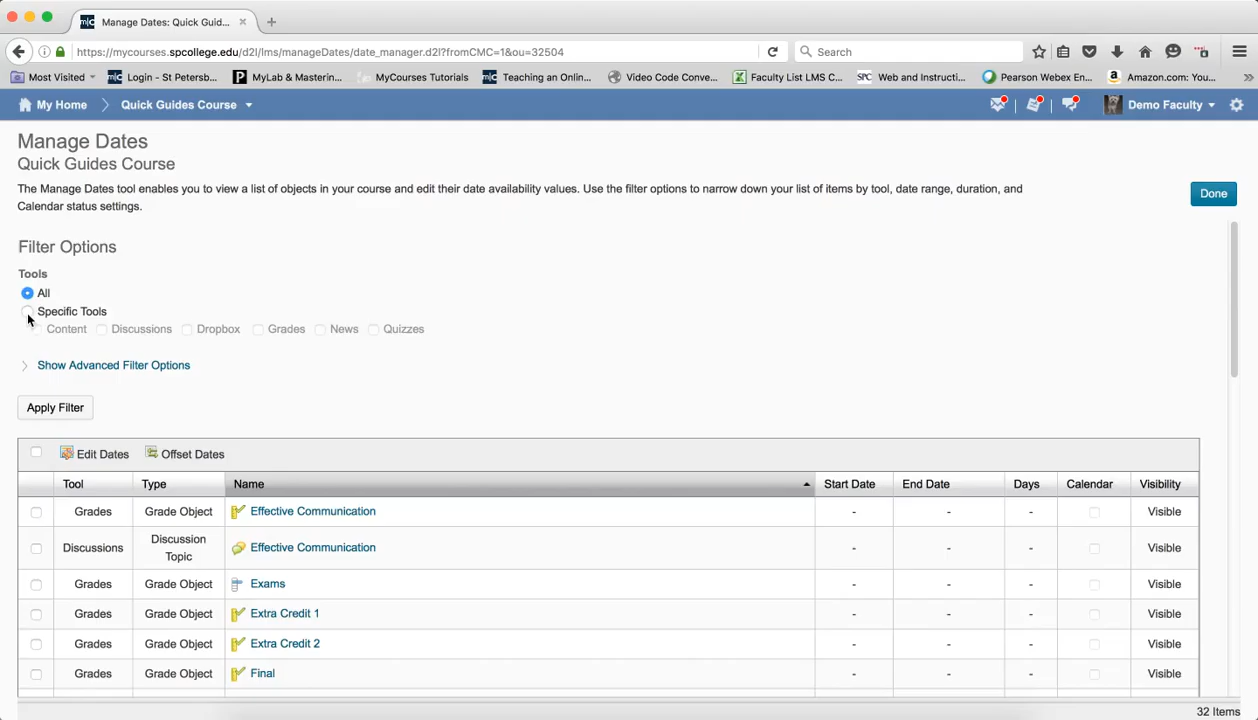 Manage Dates: Quick Guid...
https://mycourses.spcollege.edu/d2l/lms/manageDates/date_manager.d2l?fromCMC=1&ou=32504
Search
Most Visited
Login - St Petersb...
MyLab & Masterin...
MyCourses Tutorials
Teaching an Onlin...
Video Code Conve...
Faculty List LMS C...
SPC Web and Instructi...
Pearson Webex En...
Amazon.com: You...
My Home
Quick Guides Course
Demo Faculty
Manage Dates
Quick Guides Course
The Manage Dates tool enables you to view a list of objects in your course and edit their date availability values. Use the filter options to narrow down your list of items by tool, date range, duration, and
Calendar status settings.
Done
Filter Options
Tools
All
Specific Tools
Content Discussions Dropbox Grades News Quizzes
Show Advanced Filter Options
Apply Filter
Edit Dates Offset Dates
Tool Type Name Start Date End Date Days Calendar Visibility
Grades Grade Object Effective Communication - - - Visible
Discussions Discussion Topic Effective Communication - - - Visible
Grades Grade Object Exams - - - Visible
Grades Grade Object Extra Credit 1 - - - Visible
Grades Grade Object Extra Credit 2 - - - Visible
Grades Grade Object Final - - - Visible
32 Items